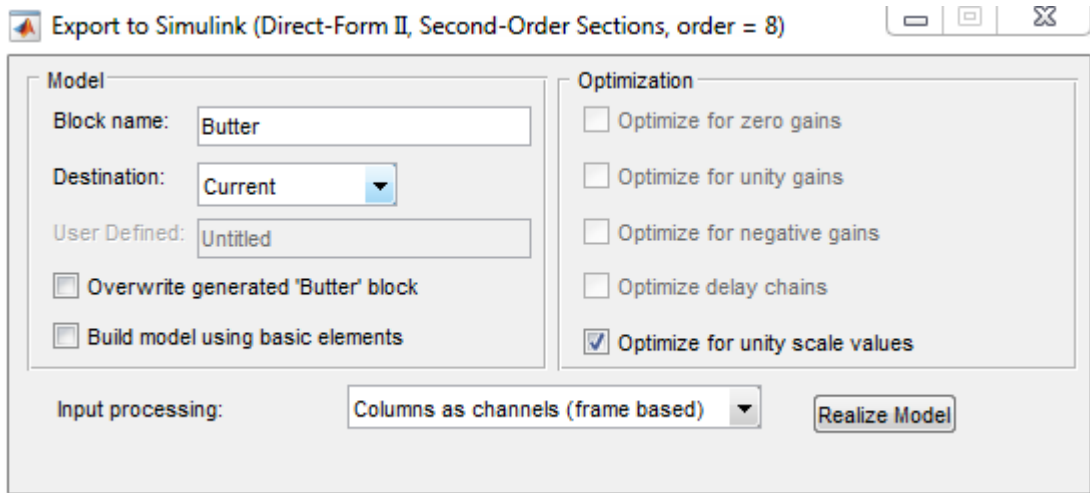 Export to Simulink (Direct-Form II, Second-Order Sections, order = 8)
Model
Block name: Butter
Destination: Current
User Defined: Untitled
Overwrite generated 'Butter' block
Build model using basic elements
Optimization
Optimize for zero gains
Optimize for unity gains
Optimize for negative gains
Optimize delay chains
Optimize for unity scale values
Input processing: Columns as channels (frame based)
Realize Model